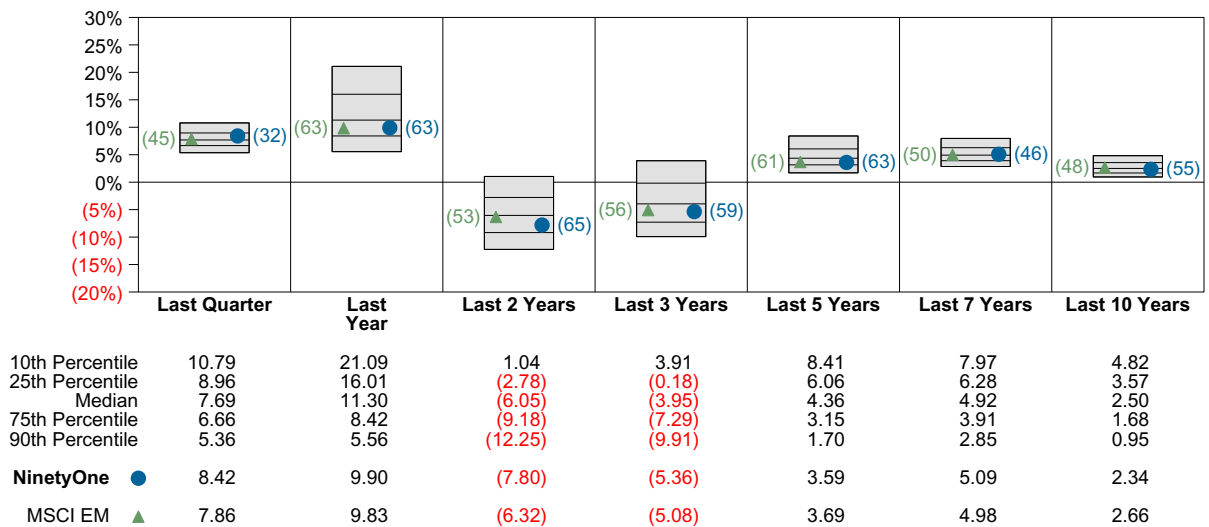 30%
25%
20%
15%
10%
5%
0%
(5%)
(10%)
(15%)
(20%)
(45) (32)
(63) (63)
(53) (65)
(56) (59)
(61) (63)
(50) (46)
(48) (55)
Last Quarter Last Year Last 2 Years Last 3 Years Last 5 Years Last 7 Years Last 10 Years
10th Percentile 10.79 21.09 1.04 3.91 8.41 7.97 4.82
25th Percentile 8.96 16.01 (2.78) (0.18) 6.06 6.28 3.57
Median 7.69 11.30 (6.05) (3.95) 4.36 4.92 2.50
75th Percentile 6.66 8.42 (9.18) (7.29) 3.15 3.91 1.68
90th Percentile 5.36 5.56 (12.25) (9.91) 1.70 2.85 0.95
NinetyOne 8.42 9.90 (7.80) (5.36) 3.59 5.09 2.34
MSCI EM 7.86 9.83 (6.32) (5.08) 3.69 4.98 2.66